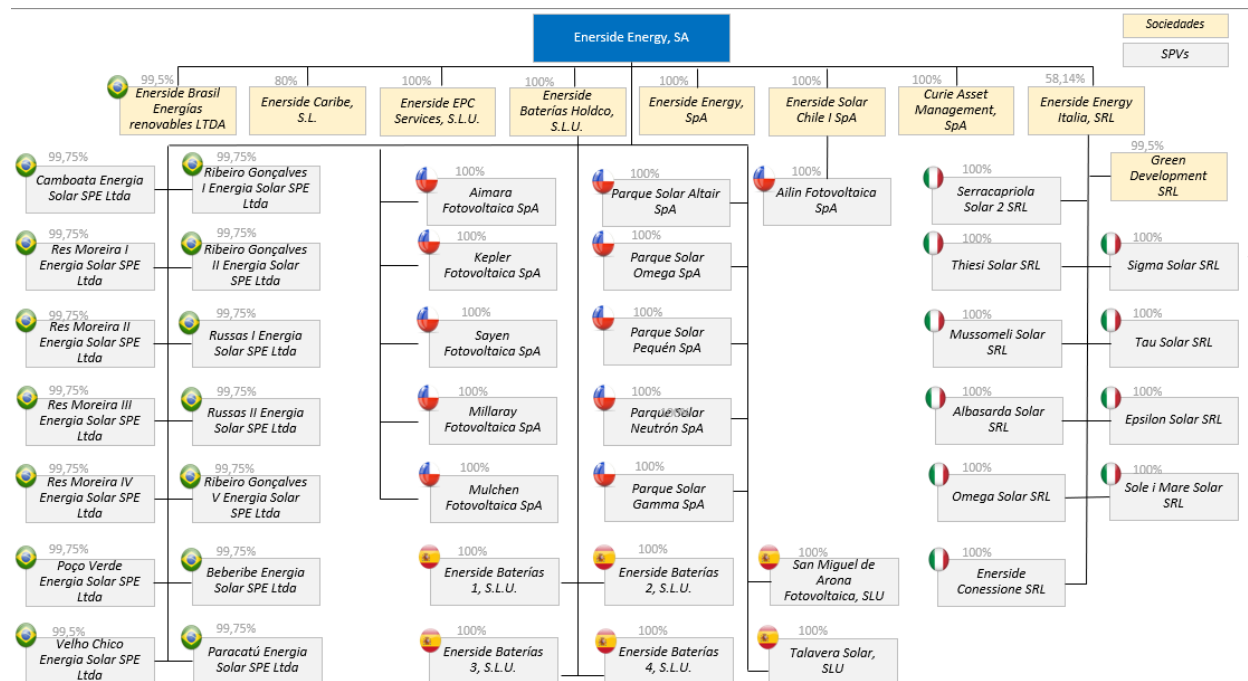 Enerside Energy, SA
Sociedades
SPVs
99,5%
Enerside Brasil
Energías
renovables LTDA
80%
Enerside Caribe,
S.L.
100%
Enerside EPC
Services, S.L.U.
100%
Enerside
Baterías Holdco,
S.L.U.
100%
Enerside Energy,
SpA
100%
Enerside Solar
Chile I SpA
100%
Curie Asset
Management,
SpA
58,14%
Enerside Energy
Italia, SRL
99,5%
Green
Development
SRL
99,75%
Camboata Energia
Solar SPE Ltda
99,75%
Ribeiro Gonçalves
I Energia Solar SPE
Ltda
100%
Aimara
Fotovoltaica SpA
100%
Parque Solar Altair
SpA
100%
Ailin Fotovoltaica
SpA
100%
Serracapriola
Solar 2 SRL
99,75%
Res Moreira I
Energia Solar SPE
Ltda
99,75%
Ribeiro Gonçalves
II Energia Solar
SPE Ltda
100%
Kepler
Fotovoltaica SpA
100%
Parque Solar
Omega SpA
100%
Thiesi Solar SRL
100%
Sigma Solar SRL
99,75%
Res Moreira II
Energia Solar SPE
Ltda
99,75%
Russas I Energia
Solar SPE Ltda
100%
Sayen
Fotovoltaica SpA
100%
Parque Solar
Pequén SpA
100%
Mussomeli Solar
SRL
100%
Tau Solar SRL
99,75%
Res Moreira III
Energia Solar SPE
Ltda
99,75%
Russas II Energia
Solar SPE Ltda
100%
Millaray
Fotovoltaica SpA
100%
Parque Solar
Neutrón SpA
100%
Albasarda Solar
SRL
100%
Epsilon Solar SRL
99,75%
Res Moreira IV
Energia Solar SPE
Ltda
99,75%
Ribeiro Gonçalves
V Energia Solar
SPE Ltda
100%
Mulchen
Fotovoltaica SpA
100%
Parque Solar
Gamma SpA
100%
Omega Solar SRL
100%
Sole i Mare Solar
SRL
99,75%
Poço Verde
Energia Solar SPE
Ltda
99,75%
Beberibe Energia
Solar SPE Ltda
100%
Enerside Baterías
1, S.L.U.
100%
Enerside Baterías
2, S.L.U.
100%
San Miguel de
Arona
Fotovoltaica, SLU
100%
Enerside
Conessione SRL
99,5%
Velho Chico
Energia Solar SPE
Ltda
99,75%
Paracatú Energia
Solar SPE Ltda
100%
Enerside Baterías
3, S.L.U.
100%
Enerside Baterías
4, S.L.U.
100%
Talavera Solar,
SLU